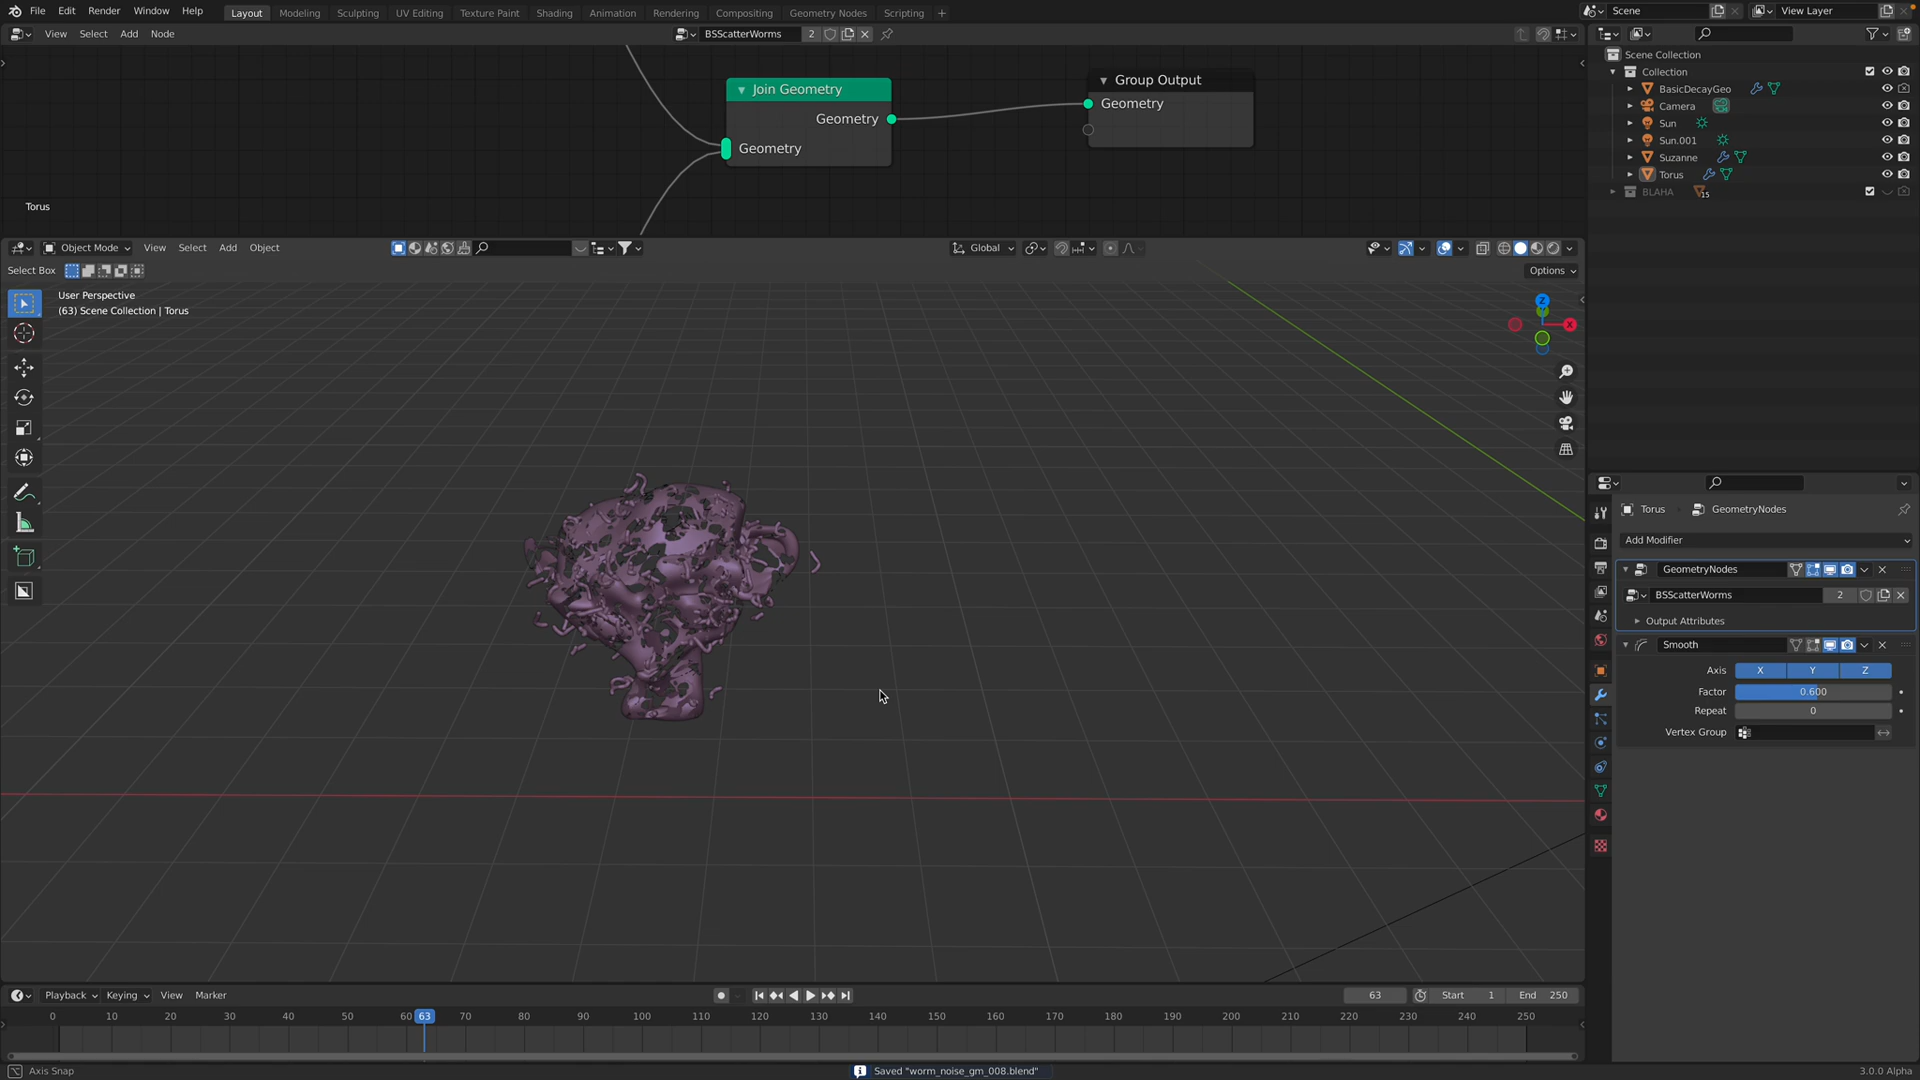 File Edit Render Window Help Layout Modeling Sculpting UV Editing Texture Paint Shading Animation Rendering Compositing Geometry Nodes Scripting + Scene View Layer
View Select Add Node BSScatterWorms 2
Join Geometry
Geometry
Geometry
Group Output
Geometry
Torus
Scene Collection
Collection
BasicDecayGeo
Camera
Sun
Sun.001
Suzanne
Torus
BLAHA 15
Object Mode View Select Add Object Global
Select Box Options
User Perspective
(63) Scene Collection | Torus
Z
X
Torus GeometryNodes
Add Modifier
GeometryNodes
BSScatterWorms 2
Output Attributes
Smooth
Axis X Y Z
Factor 0.600
Repeat 0
Vertex Group
Playback Keying View Marker 63 Start 1 End 250
0 10 20 30 40 50 60 63 70 80 90 100 110 120 130 140 150 160 170 180 190 200 210 220 230 240 250
Axis Snap Saved "worm_noise_gm_008.blend" 3.0.0 Alpha